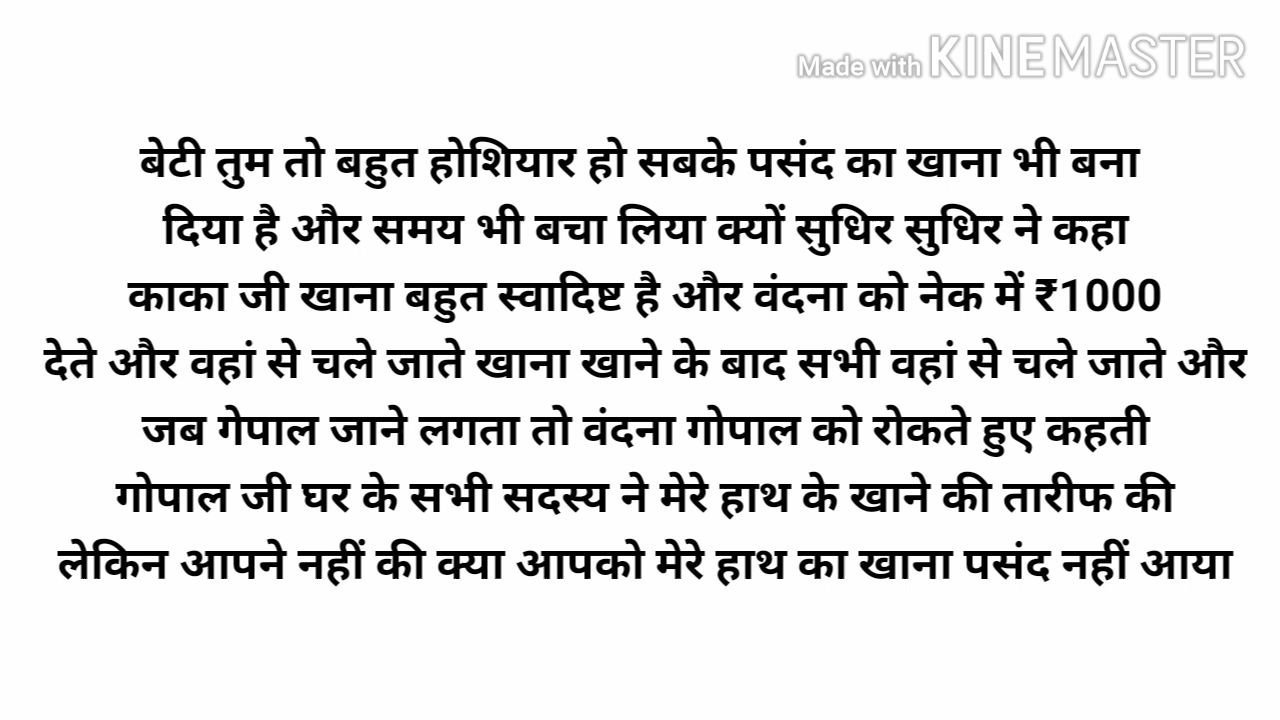 Made with KINEMASTER
बेटी तुम तो बहुत होशियार हो सबके पसंद का खाना भी बना
दिया है और समय भी बचा लिया क्यों सुधिर सुधिर ने कहा
काका जी खाना बहुत स्वादिष्ट है और वंदना को नेक में ₹1000
देते और वहां से चले जाते खाना खाने के बाद सभी वहां से चले जाते और
जब गेपाल जाने लगता तो वंदना गोपाल को रोकते हुए कहती
गोपाल जी घर के सभी सदस्य ने मेरे हाथ के खाने की तारीफ की
लेकिन आपने नहीं की क्या आपको मेरे हाथ का खाना पसंद नहीं आया